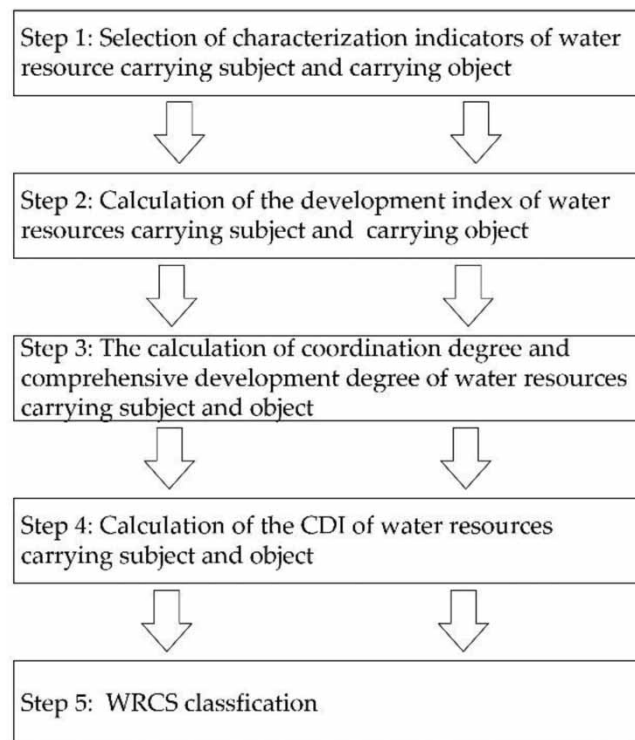 Step 1: Selection of characterization indicators of water
resource carrying subject and carrying object
Step 2: Calculation of the development index of water
resources carrying subject and carrying object
Step 3: The calculation of coordination degree and
comprehensive development degree of water resources
carrying subject and object
Step 4: Calculation of the CDI of water resources
carrying subject and object
Step 5: WRCS classfication